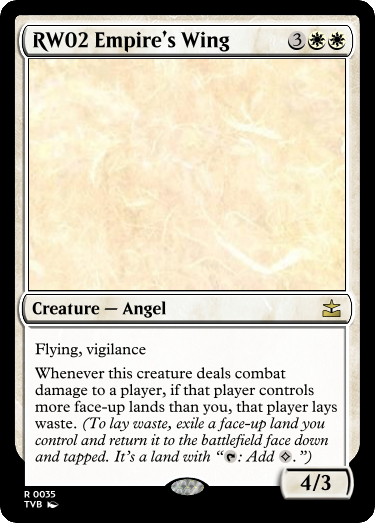 RW02 Empire's Wing 3
Creature — Angel
Flying, vigilance
Whenever this creature deals combat
damage to a player, if that player controls
more face-up lands than you, that player lays
waste. (To lay waste, exile a face-up land you
control and return it to the battlefield face down
and tapped. It's a land with “: Add .”)
4/3
R 0035
TVB